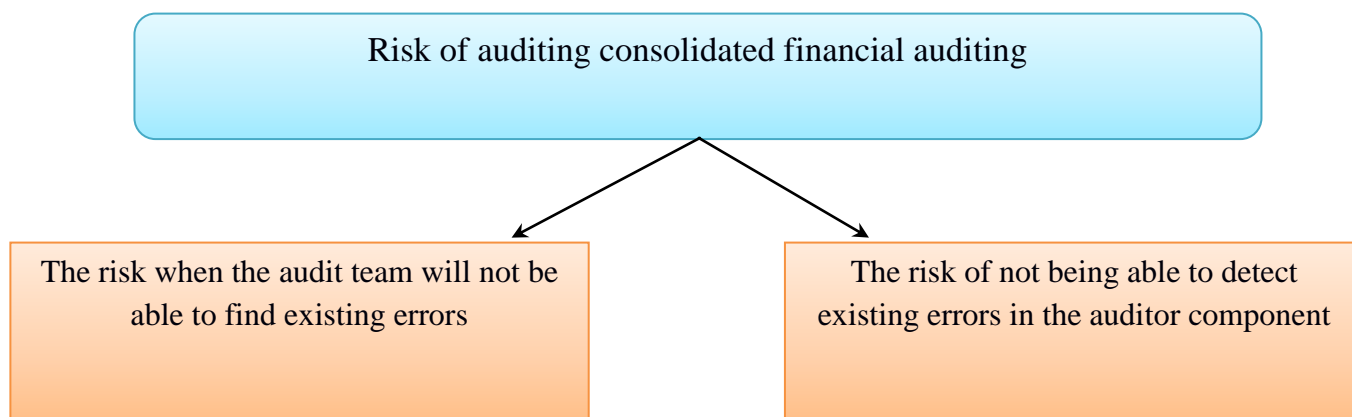 Risk of auditing consolidated financial auditing
The risk when the audit team will not be
able to find existing errors
The risk of not being able to detect
existing errors in the auditor component